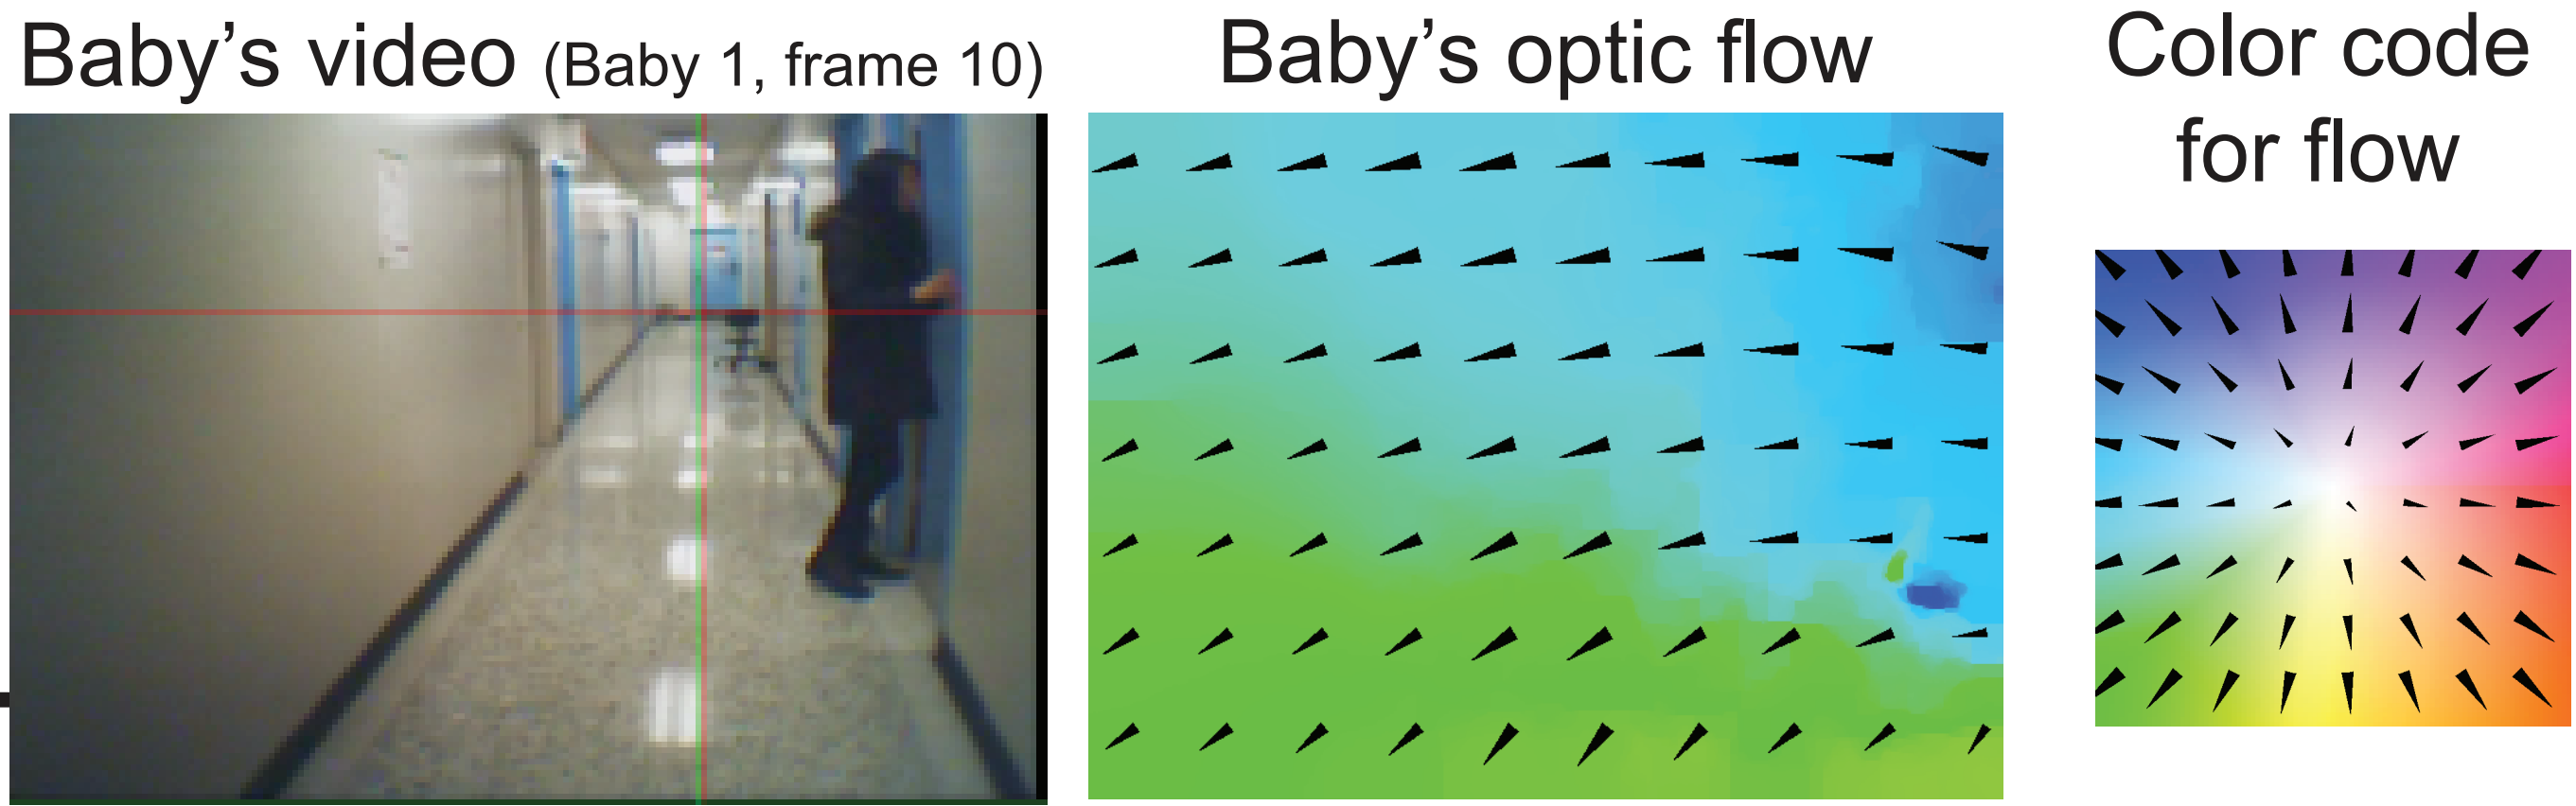 Baby’s video (Baby 1, frame 10)
Baby’s optic flow
Color code
for flow